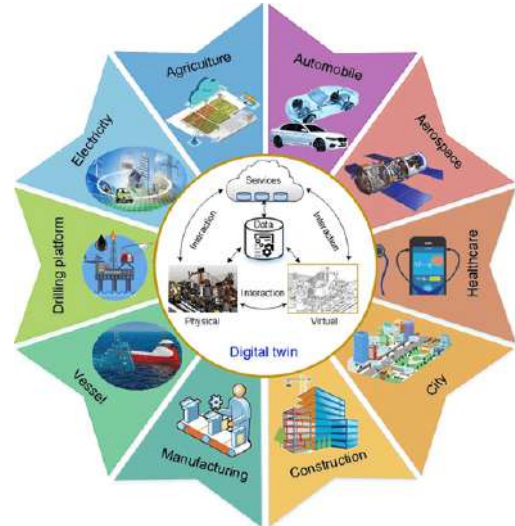 Agriculture
Automobile
Electricity
Aerospace
Services
Interaction
Interaction
Data
Drilling platform
Healthcare
Interaction
Physical
Virtual
Digital twin
Vessel
City
Manufacturing
Construction